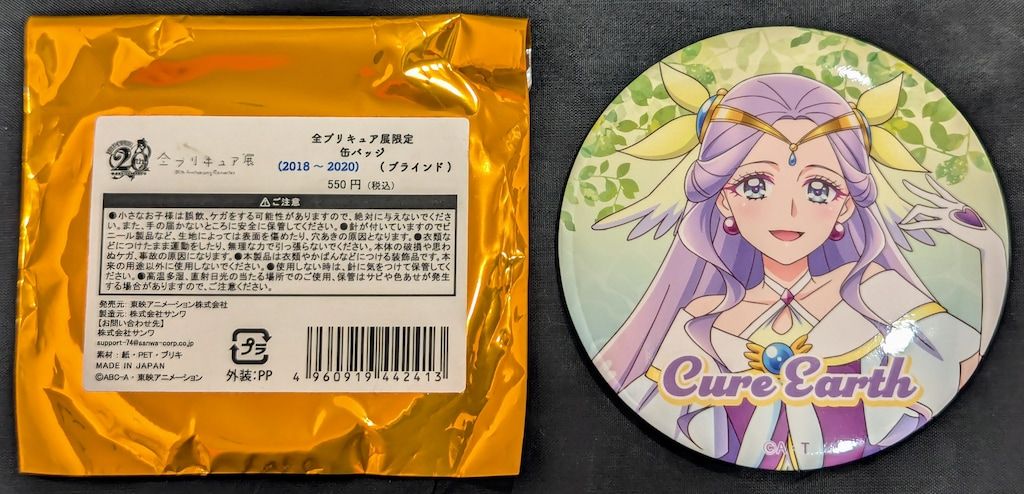 全プリキュア展
20th Anniversary Memories
全プリキュア展限定
缶バッジ
(2018～2020) (ブラインド)
550円(税込)
⚠ご注意
●小さなお子様は誤飲、ケガをする可能性がありますので、絶対に与えないでくだ
さい。また、手の届かないところに安全に保管してください。●針が付いていますのでビ
ニール製品など、生地によっては表面を傷めたり、穴あきの原因となります。●衣類な
どにつけたまま運動をしたり、無理な力で引っ張らないでください。本体の破損や思わ
ぬケガ、事故の原因になります。●本製品は衣類やかばんなどにつける装飾品です。本
来の用途以外に使用しないでください。●使用しない時は、針に気をつけて保管してく
ださい。●高温多湿、直射日光の当たる場所でのご使用、保管はサビや色あせが発生
する場合がありますので、ご注意ください。
発売元:東映アニメーション株式会社
製造元:株式会社サンワ
【お問い合わせ先】
株式会社サンワ
support-74@sanwa-corp.co.jp
素材:紙・PET・ブリキ
MADE IN JAPAN
©ABC-A・東映アニメーション
プラ
外装:PP
4 960919 442413
Cure Earth